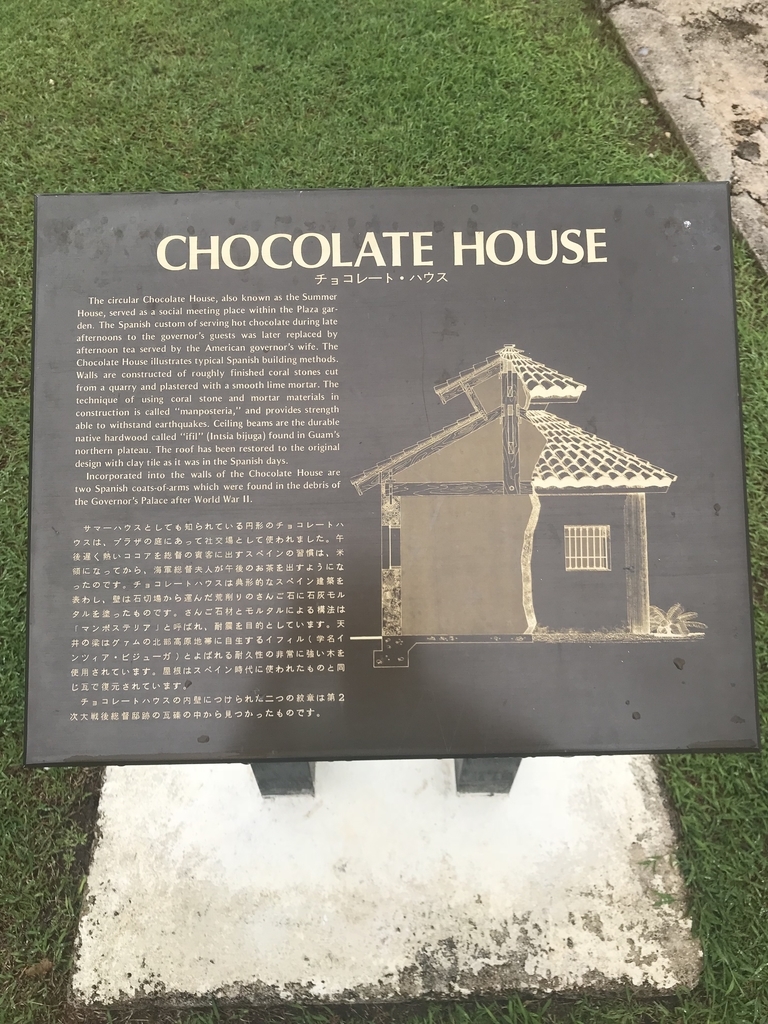 CHOCOLATE HOUSE
チョコレート・ハウス
The circular Chocolate House, also known as the Summer
House, served as a social meeting place within the Plaza gar-
den. The Spanish custom of serving hot chocolate during late
afternoons to the governor's guests was later replaced by
afternoon tea served by the American governor's wife. The
Chocolate House illustrates typical Spanish building methods.
Walls are constructed of roughly finished coral stones cut
from a quarry and plastered with a smooth lime mortar. The
technique of using coral stone and mortar materials in
construction is called "manposteria," and provides strength
able to withstand earthquakes. Ceiling beams are the durable
native hardwood called "ifil" (Intsia bijuga) found in Guam's
northern plateau. The roof has been restored to the original
design with clay tile as it was in the Spanish days.
Incorporated into the walls of the Chocolate House are
two Spanish coats-of-arms which were found in the debris of
the Governor's Palace after World War II.
サマーハウスとしても知られている円形のチョコレートハ
ウスは、プラザの庭にあって社交場として使われました。午
後遅く熱いココアを総督の賓客に出すスペインの習慣は、米
領になってから、海軍総督夫人が午後のお茶を出すようにな
ったのです。チョコレートハウスは典形的なスペイン建築を
表わし、壁は石切場から運んだ荒削りのさんご石に石灰モル
タルを塗ったものです。さんご石材とモルタルによる構法は
「マンポステリア」と呼ばれ、耐震を目的としています。天
井の梁はグァムの北部高原地帯に自生するイフィル(学名イ
ンツィア・ビジューガ)とよばれる耐久性の非常に強い木を
使用されています。屋根はスペイン時代に使われたものと同
じ瓦で復元されています。
チョコレートハウスの内壁につけられた二つの紋章は第2
次大戦後総督邸跡の瓦礫の中から見つかったものです。